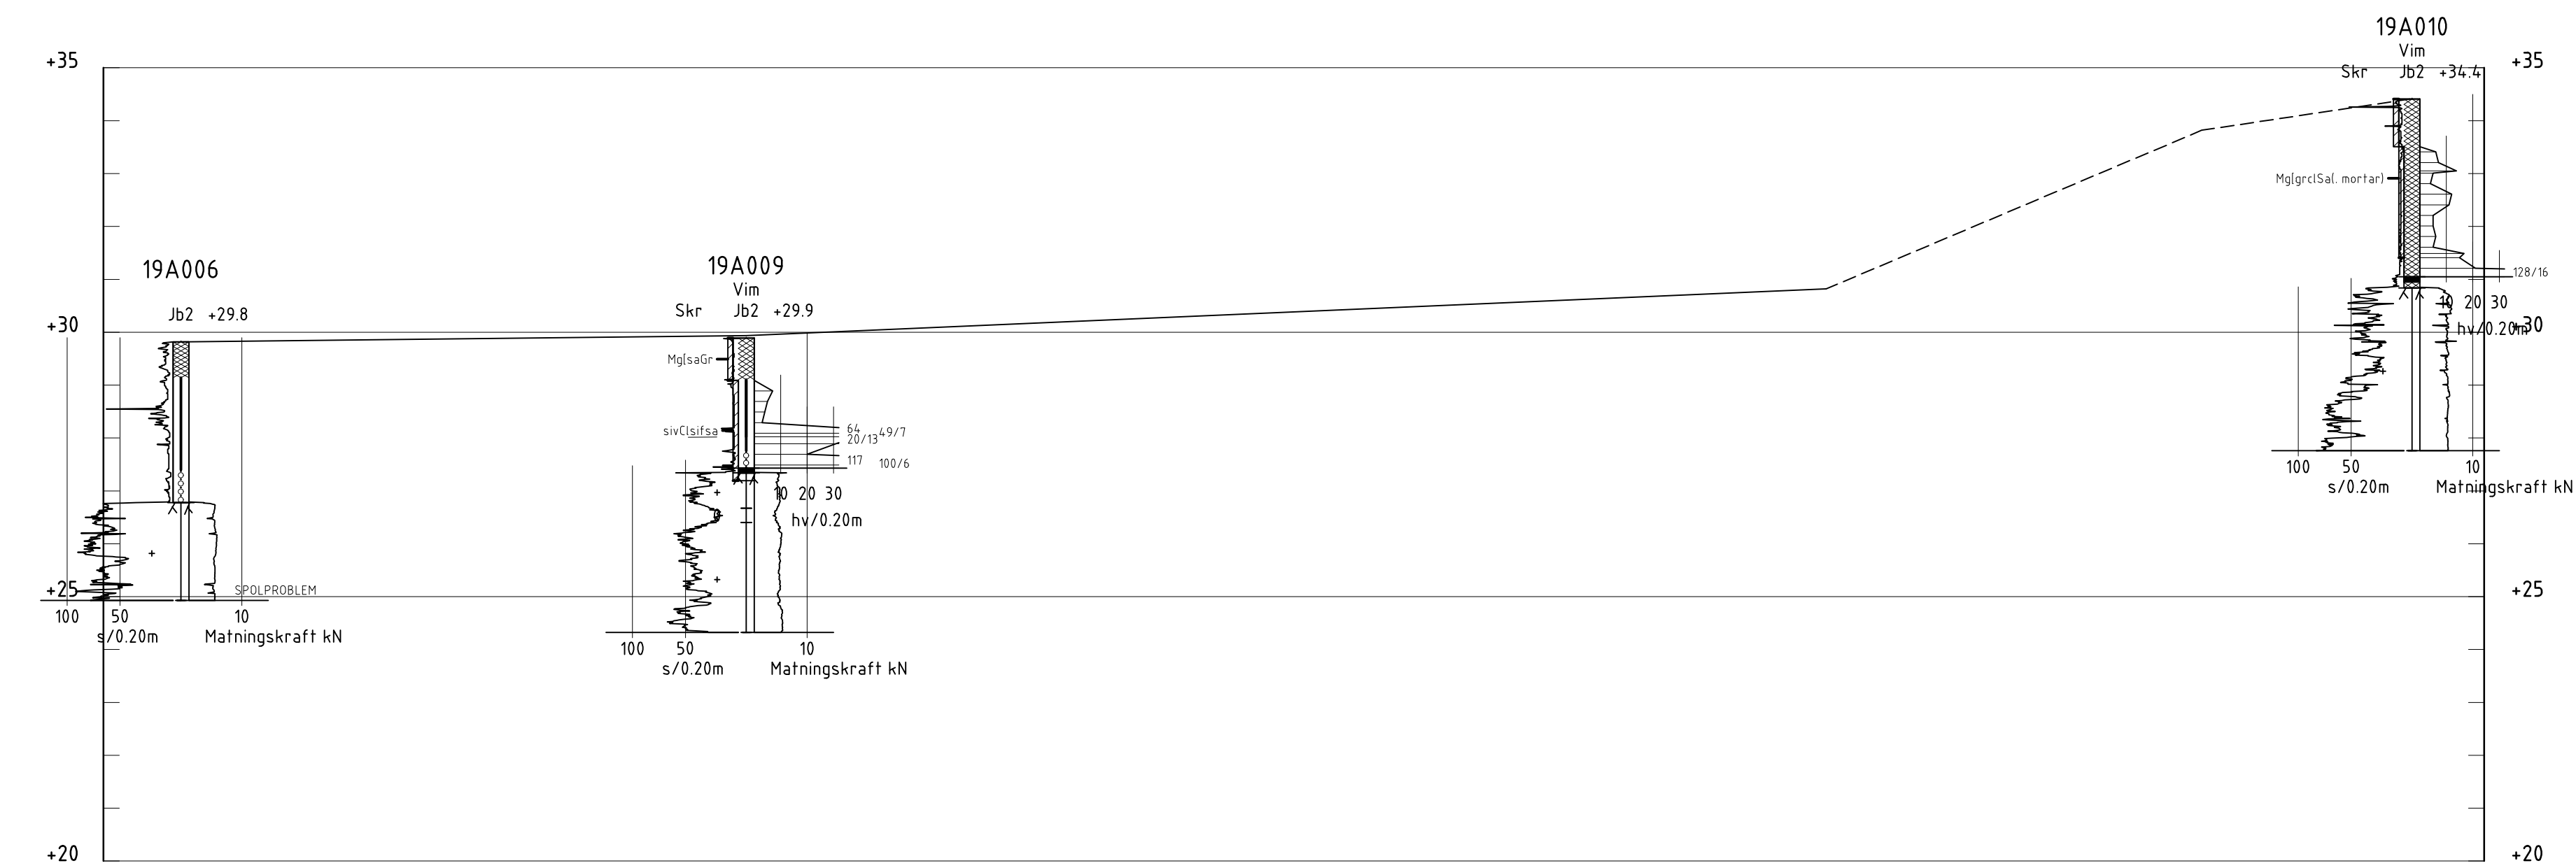 19A010
Vim
Skr Jb2 +34.4
+35 +35
Mg[grclSa(. mortar)
128/16
10 20 30
hv/0.20m
+30 +30
100 50 10
s/0.20m Matningskraft kN
19A006
Jb2 +29.8
19A009
Vim
Skr Jb2 +29.9
Mg[saGr
sivClsifsa
64
49/7
20/13
117
100/6
10 20 30
hv/0.20m
SPOLPROBLEM
+25 +25
100 50 10
s/0.20m Matningskraft kN
100 50 10
s/0.20m Matningskraft kN
+20 +20